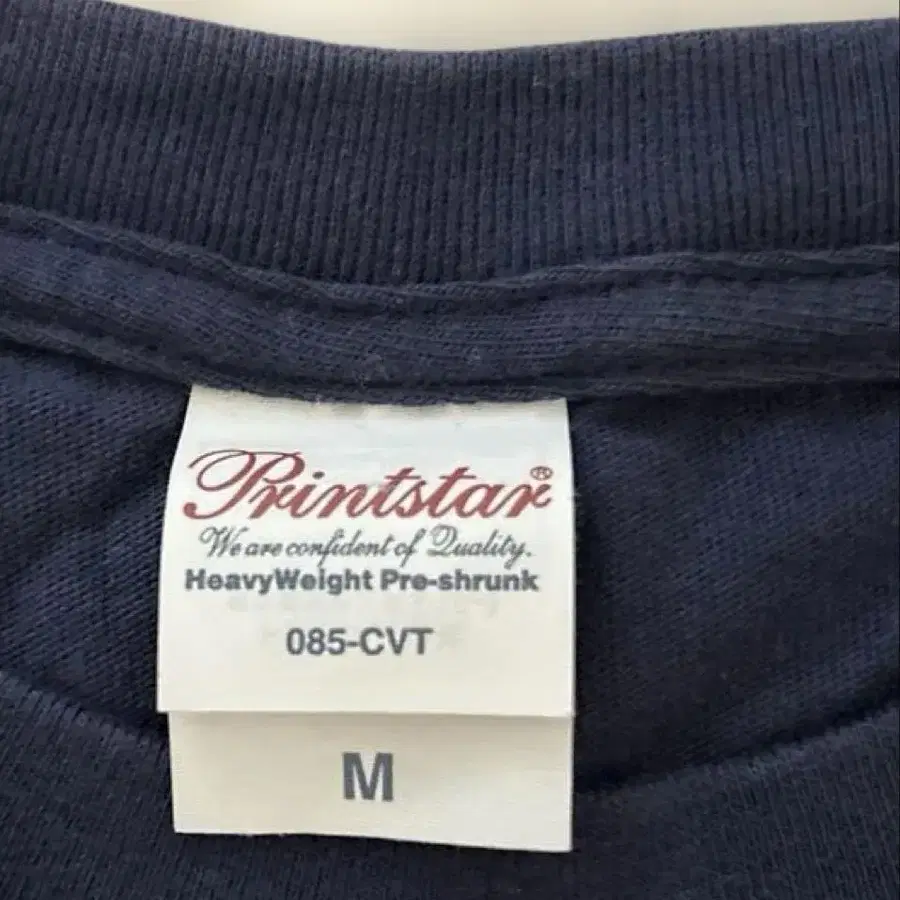 Printstar®
We are confident of Quality.
HeavyWeight Pre-shrunk
085-CVT
M